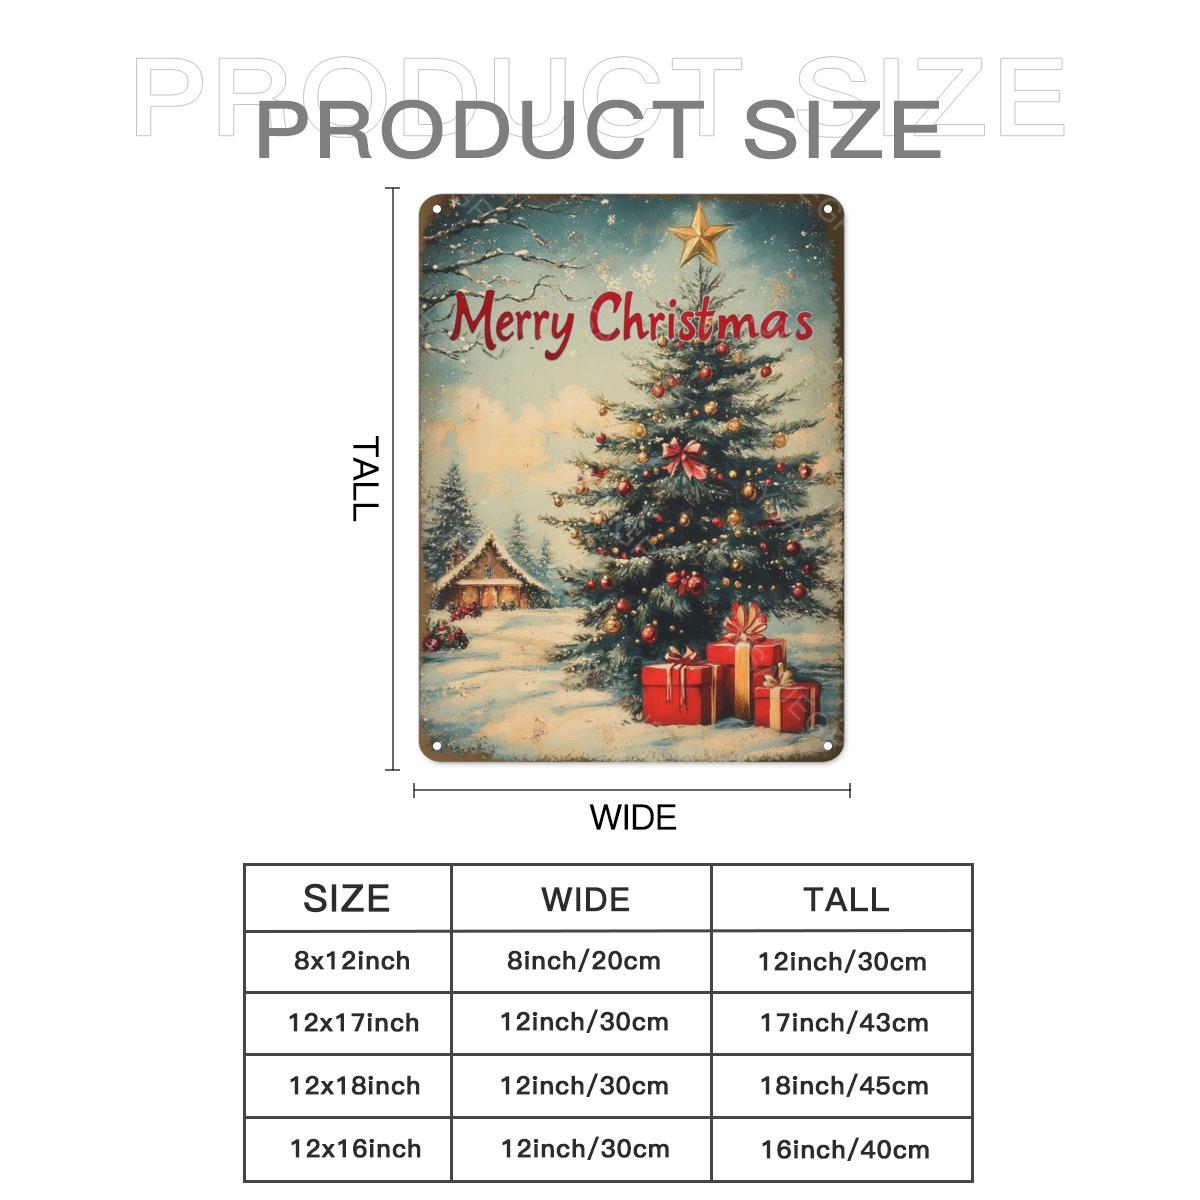 PRODUCT SIZE
PRODUCT SIZE
Merry Christmas
TALL
WIDE
SIZE WIDE TALL
8x12inch 8inch/20cm 12inch/30cm
12x17inch 12inch/30cm 17inch/43cm
12x18inch 12inch/30cm 18inch/45cm
12x16inch 12inch/30cm 16inch/40cm